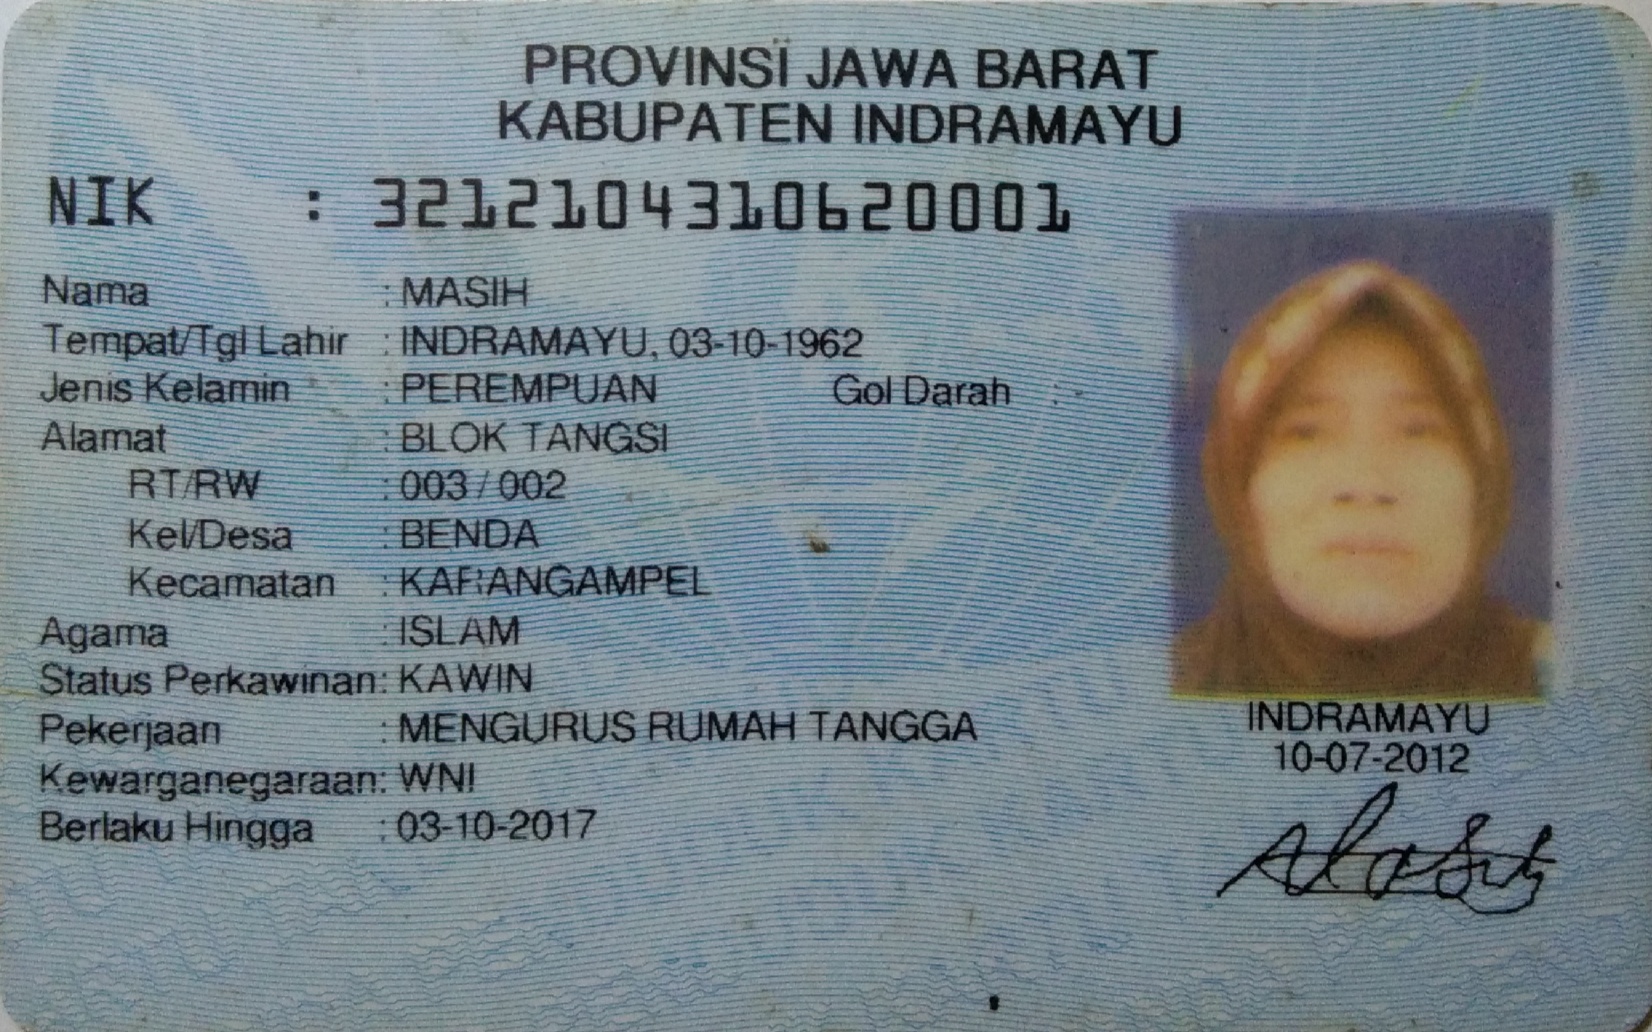 PROVINSI JAWA BARAT
KABUPATEN INDRAMAYU
NIK : 3212104310620001
Nama : MASIH
Tempat/Tgl Lahir : INDRAMAYU, 03-10-1962
Jenis Kelamin : PEREMPUAN Gol Darah : -
Alamat : BLOK TANGSI
RT/RW : 003 / 002
Kel/Desa : BENDA
Kecamatan : KARANGAMPEL
Agama : ISLAM
Status Perkawinan: KAWIN
Pekerjaan : MENGURUS RUMAH TANGGA
Kewarganegaraan: WNI
Berlaku Hingga : 03-10-2017
INDRAMAYU
10-07-2012